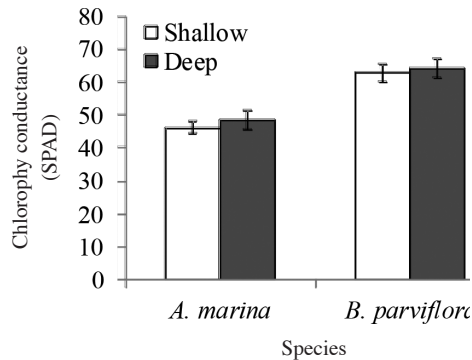 80
70
60
50
40
30
20
10
0
Chlorophy conductance
(SPAD)
Shallow
Deep
A. marina B. parviflora
Species